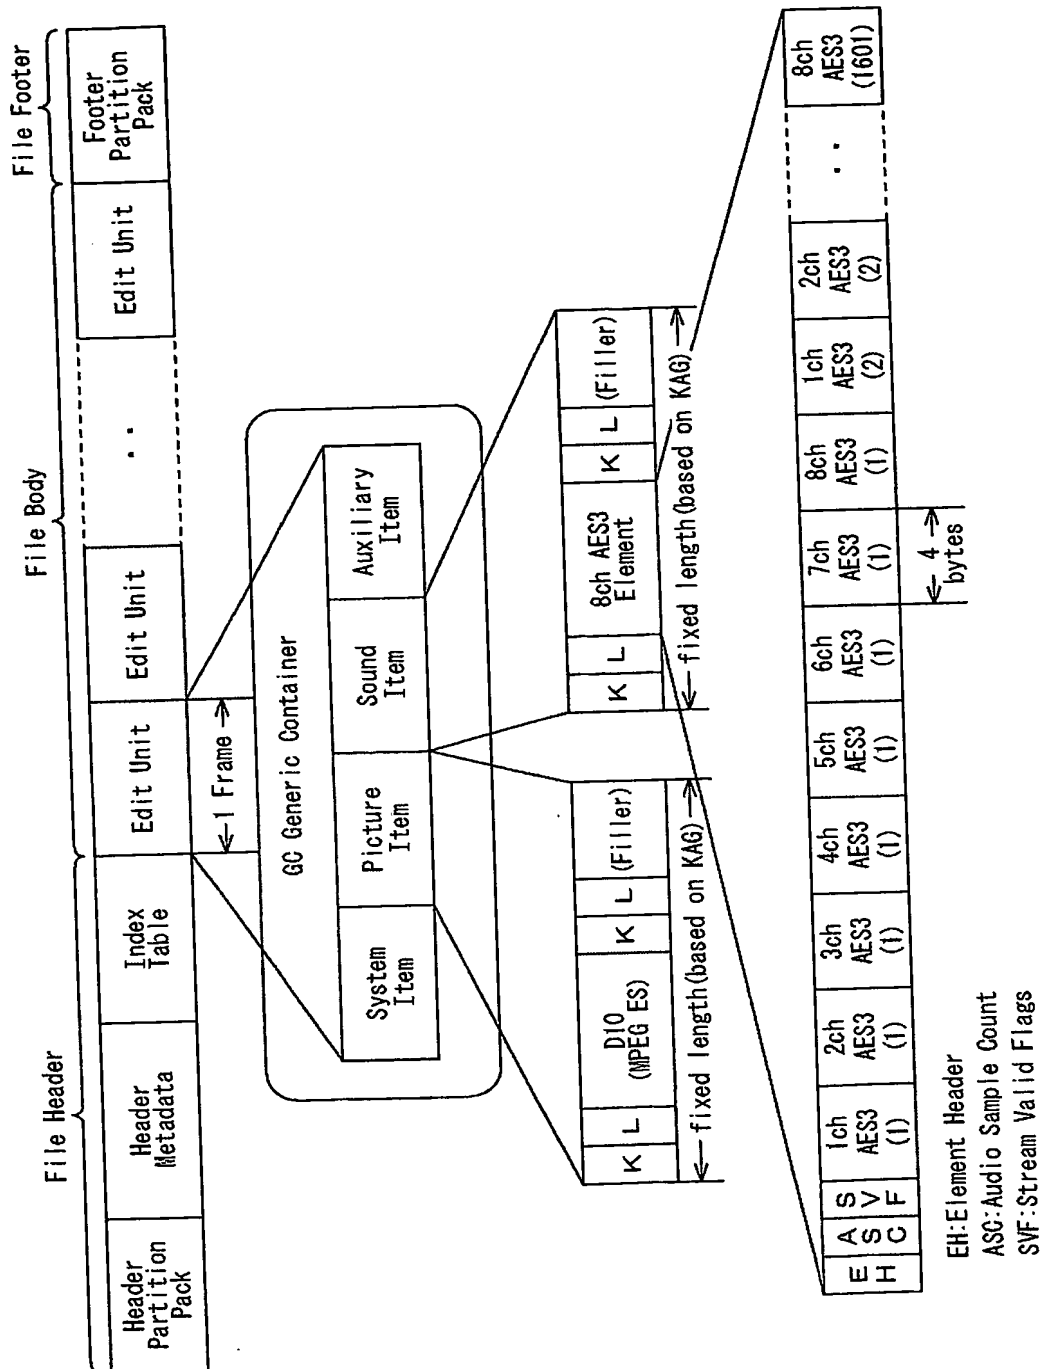 File Header
File Body
File Footer
Header
Partition
Pack
Header
Metadata
Index
Table
Edit Unit
Edit Unit
. .
Edit Unit
Footer
Partition
Pack
1 Frame
GC Generic Container
System
Item
Picture
Item
Sound
Item
Auxiliary
Item
K
L
D10
(MPEG ES)
K
L
(Filler)
fixed length(based on KAG)
K
L
8ch AES3
Element
K
L
(Filler)
fixed length(based on KAG)
EH
ASC
SVF
1ch
AES3
(1)
2ch
AES3
(1)
3ch
AES3
(1)
4ch
AES3
(1)
5ch
AES3
(1)
6ch
AES3
(1)
7ch
AES3
(1)
8ch
AES3
(1)
1ch
AES3
(2)
2ch
AES3
(2)
. .
8ch
AES3
(1601)
4
bytes
EH:Element Header
ASC:Audio Sample Count
SVF:Stream Valid Flags